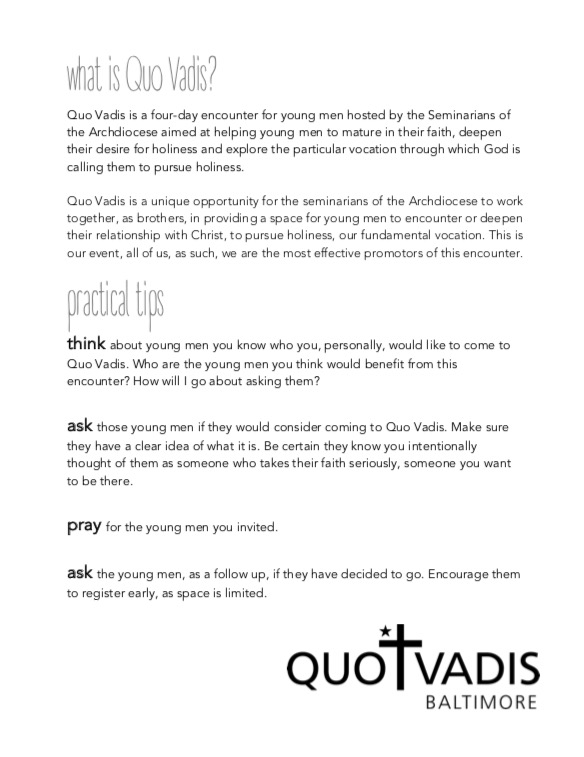 what is Quo Vadis?
Quo Vadis is a four-day encounter for young men hosted by the Seminarians of
the Archdiocese aimed at helping young men to mature in their faith, deepen
their desire for holiness and explore the particular vocation through which God is
calling them to pursue holiness.
Quo Vadis is a unique opportunity for the seminarians of the Archdiocese to work
together, as brothers, in providing a space for young men to encounter or deepen
their relationship with Christ, to pursue holiness, our fundamental vocation. This is
our event, all of us, as such, we are the most effective promotors of this encounter.
practical tips
think about young men you know who you, personally, would like to come to
Quo Vadis. Who are the young men you think would benefit from this
encounter? How will I go about asking them?
ask those young men if they would consider coming to Quo Vadis. Make sure
they have a clear idea of what it is. Be certain they know you intentionally
thought of them as someone who takes their faith seriously, someone you want
to be there.
pray for the young men you invited.
ask the young men, as a follow up, if they have decided to go. Encourage them
to register early, as space is limited.
QUO VADIS
BALTIMORE